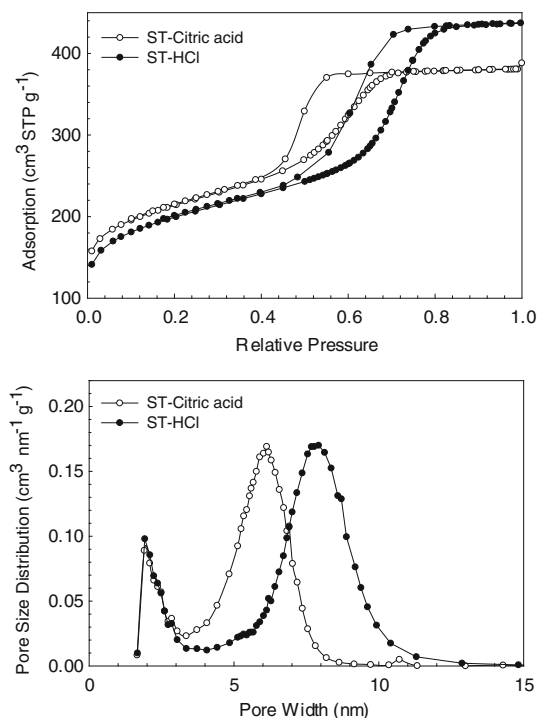 400
300
200
100
Adsorption (cm³ STP g⁻¹)
ST-Citric acid
ST-HCl
0.0 0.2 0.4 0.6 0.8 1.0
Relative Pressure
0.20
0.15
0.10
0.05
0.00
Pore Size Distribution (cm³ nm⁻¹ g⁻¹)
ST-Citric acid
ST-HCl
0 5 10 15
Pore Width (nm)